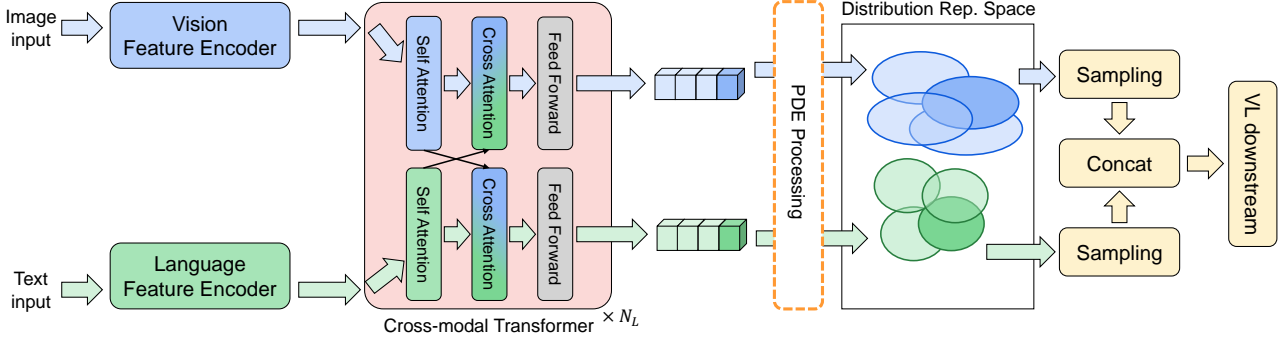 Image
input
Vision
Feature Encoder
Self Attention
Cross Attention
Feed Forward
Self Attention
Cross Attention
Feed Forward
Text
input
Language
Feature Encoder
Cross-modal Transformer
× N_L
PDE Processing
Distribution Rep. Space
Sampling
Concat
Sampling
VL downstream